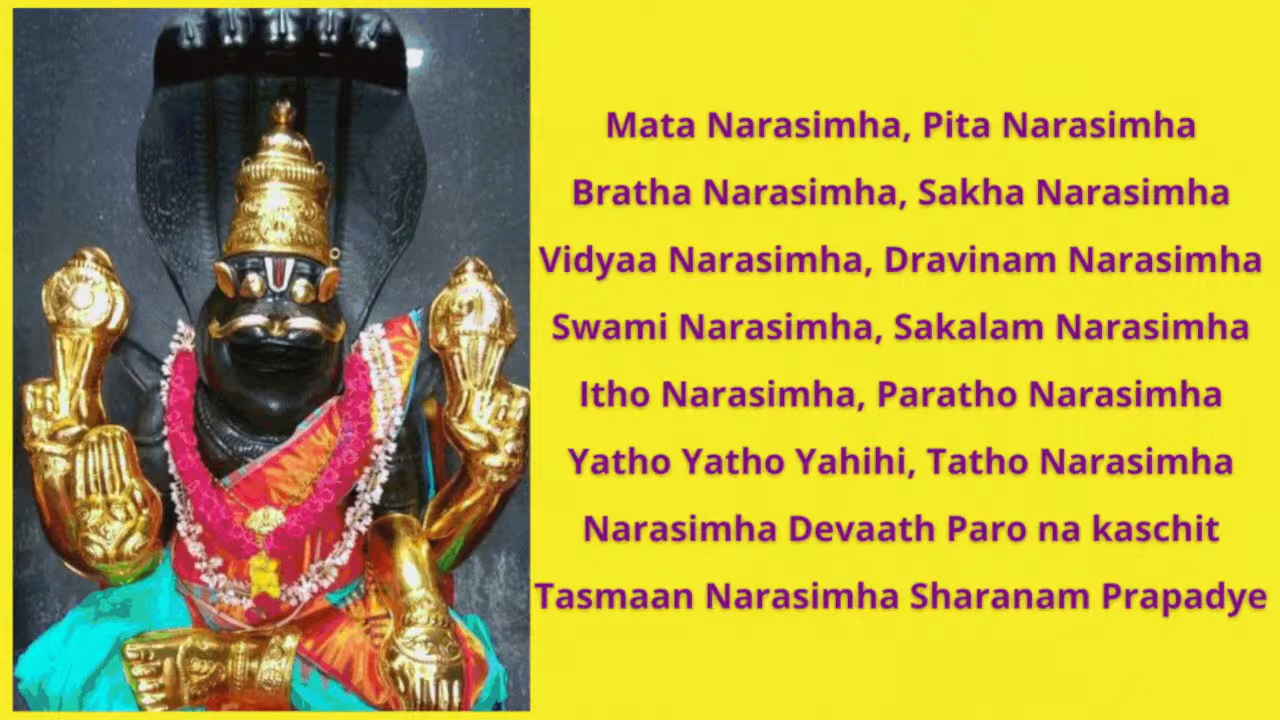 Mata Narasimha, Pita Narasimha
Bratha Narasimha, Sakha Narasimha
Vidyaa Narasimha, Dravinam Narasimha
Swami Narasimha, Sakalam Narasimha
Itho Narasimha, Paratho Narasimha
Yatho Yatho Yahihi, Tatho Narasimha
Narasimha Devaath Paro na kaschit
Tasmaan Narasimha Sharanam Prapadye